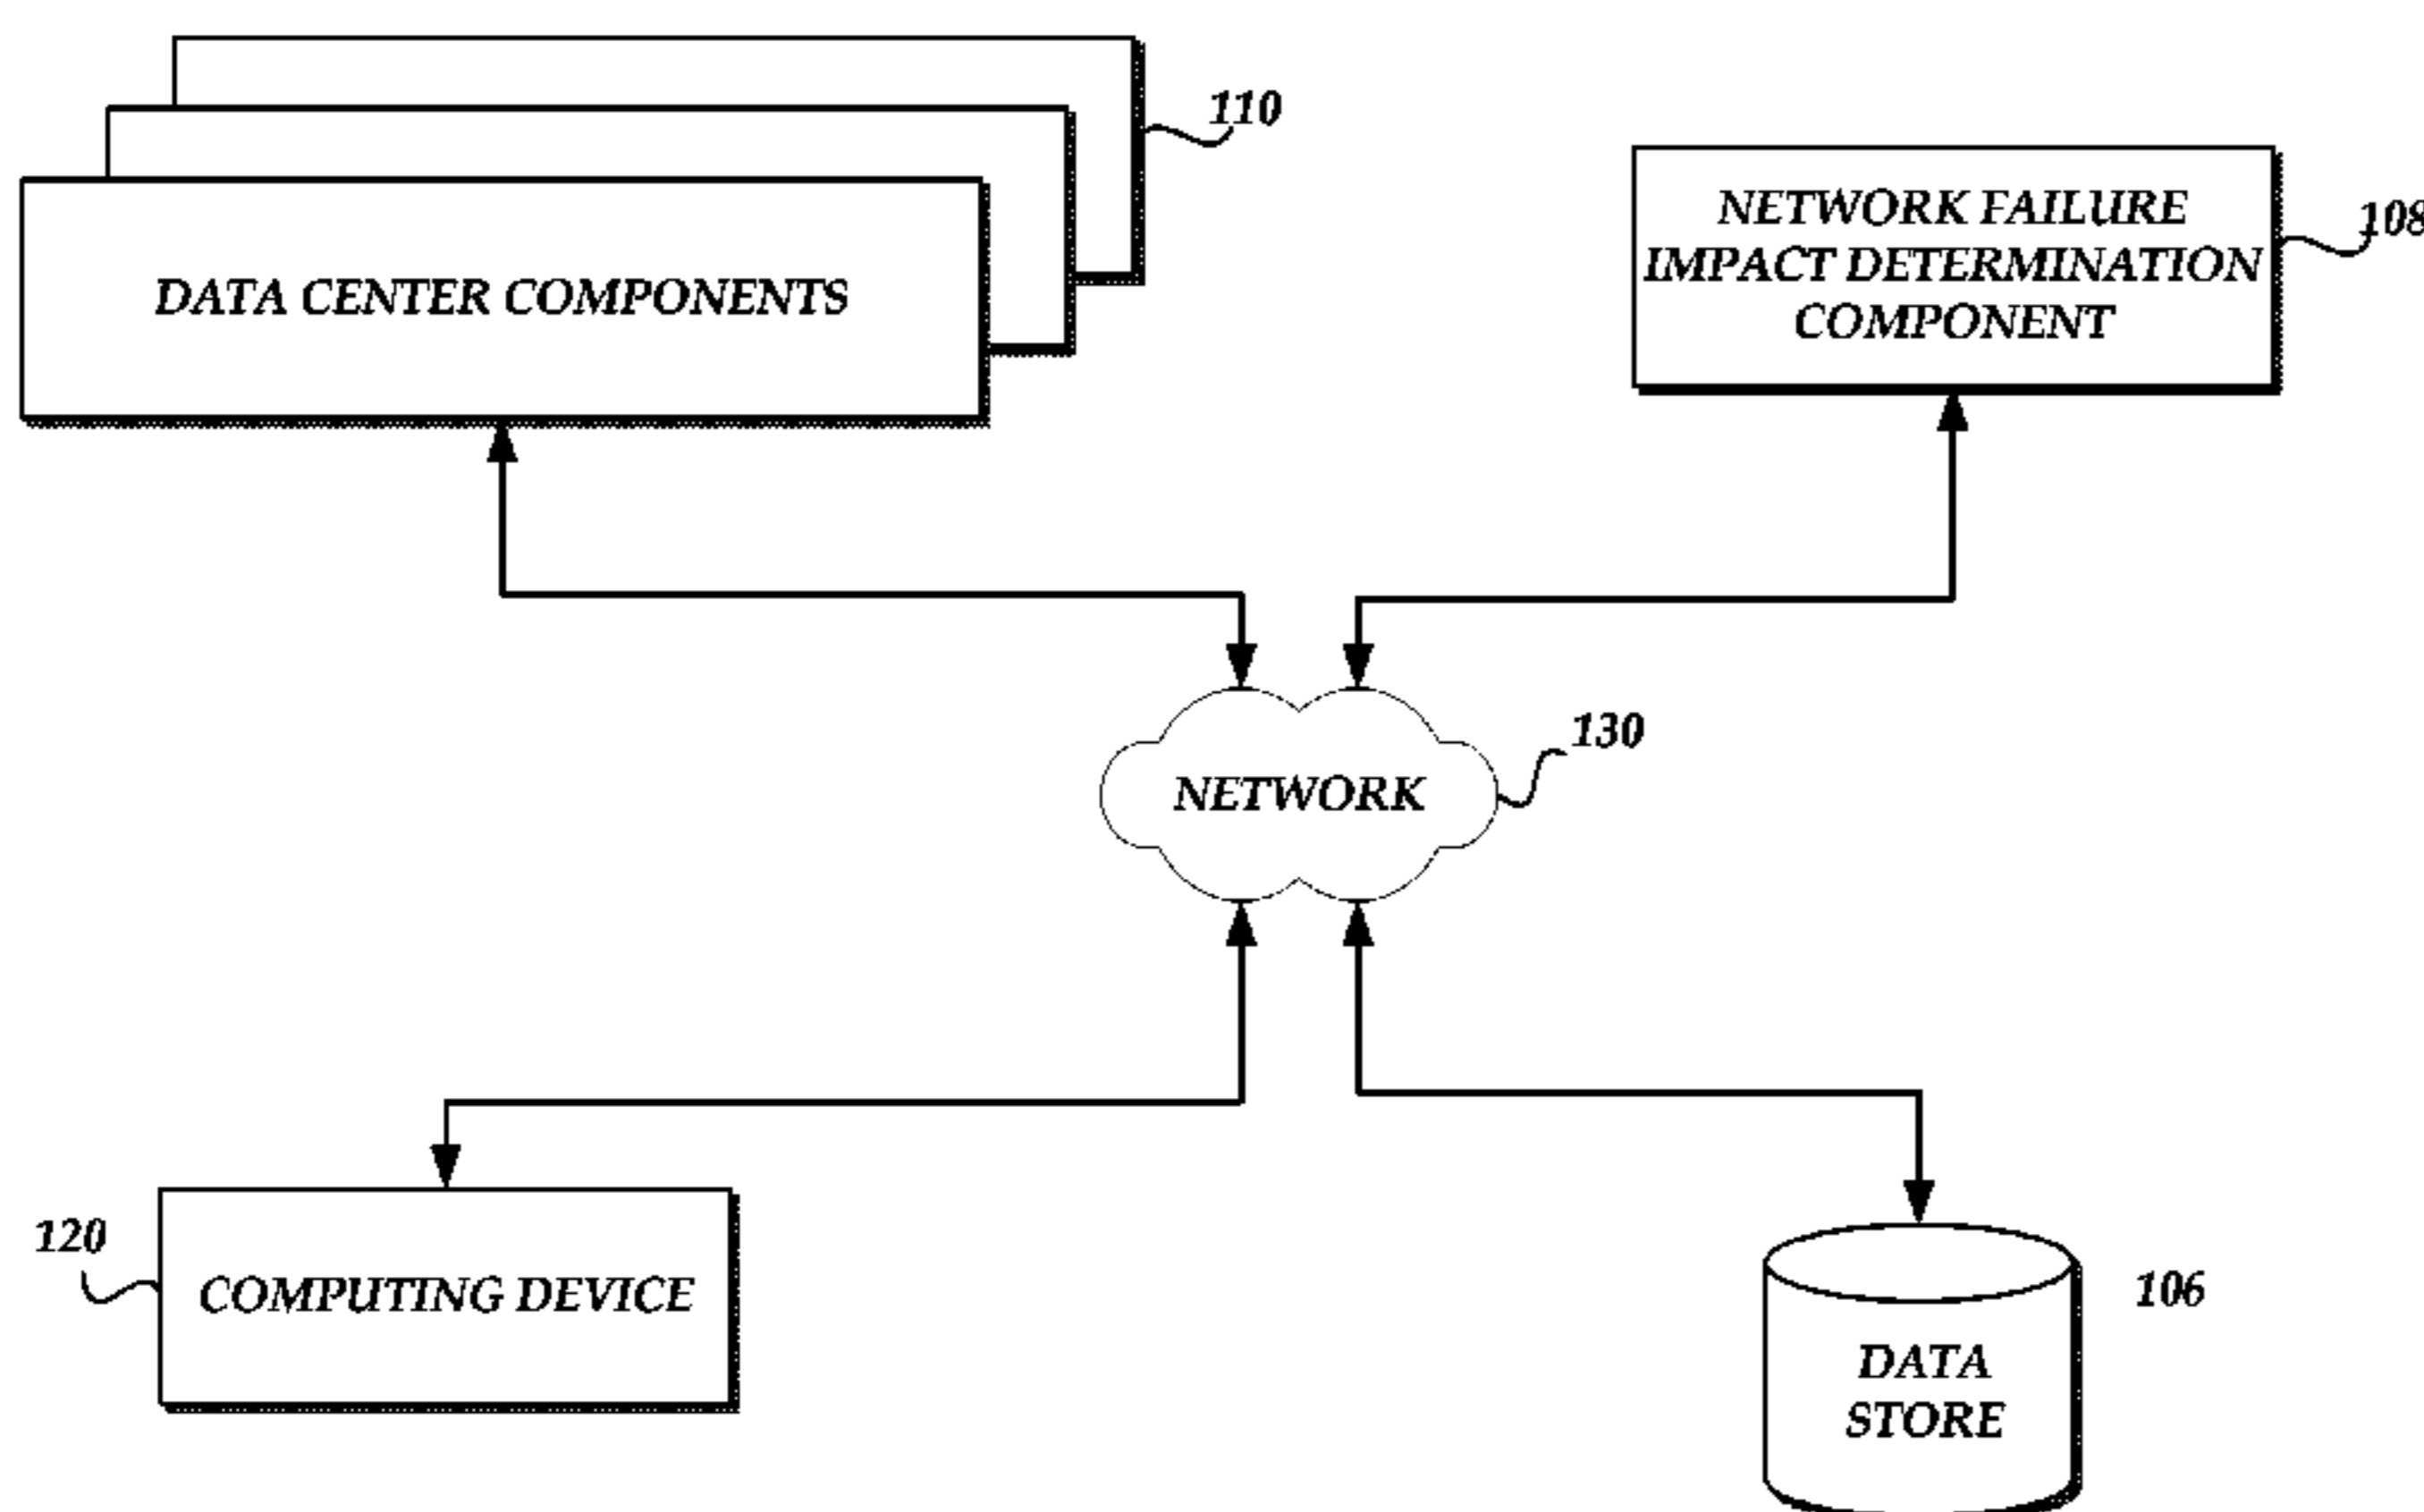 110
DATA CENTER COMPONENTS
NETWORK FAILURE
IMPACT DETERMINATION
COMPONENT
108
130
NETWORK
120
COMPUTING DEVICE
106
DATA
STORE